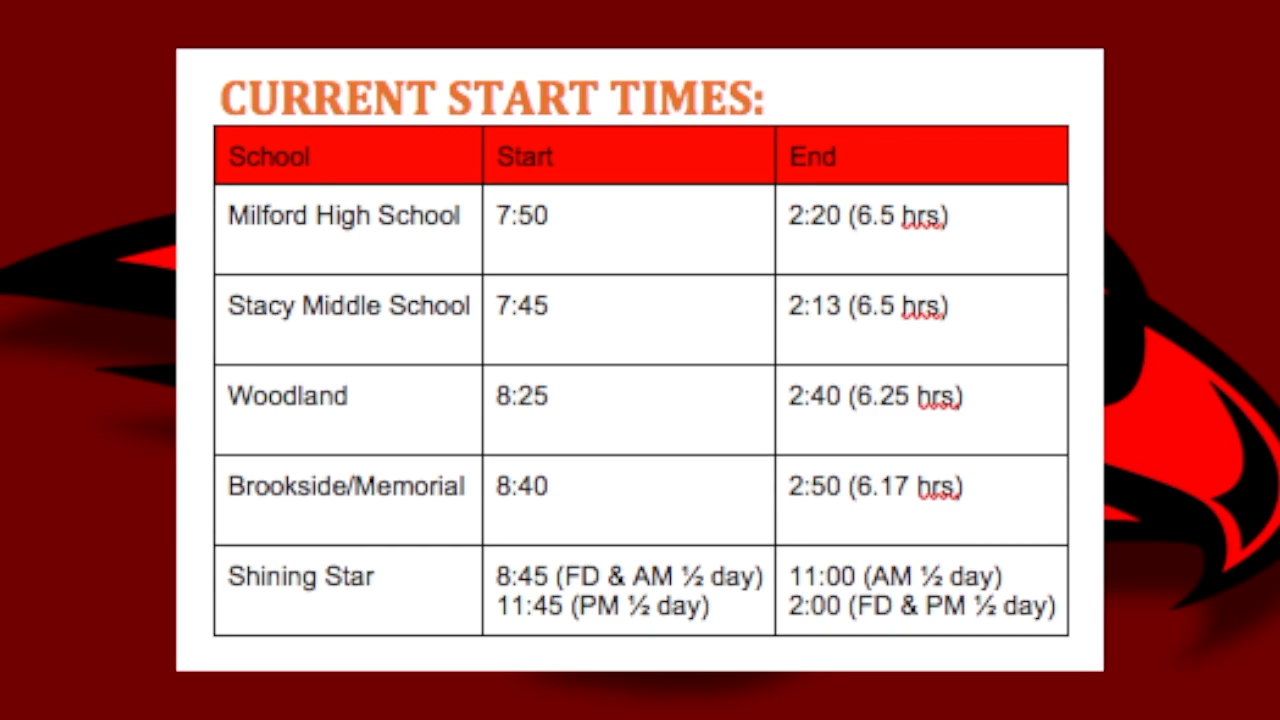 CURRENT START TIMES:
School Start End
Milford High School 7:50 2:20 (6.5 hrs)
Stacy Middle School 7:45 2:13 (6.5 hrs)
Woodland 8:25 2:40 (6.25 hrs)
Brookside/Memorial 8:40 2:50 (6.17 hrs)
Shining Star 8:45 (FD & AM ½ day) 11:00 (AM ½ day)
11:45 (PM ½ day) 2:00 (FD & PM ½ day)